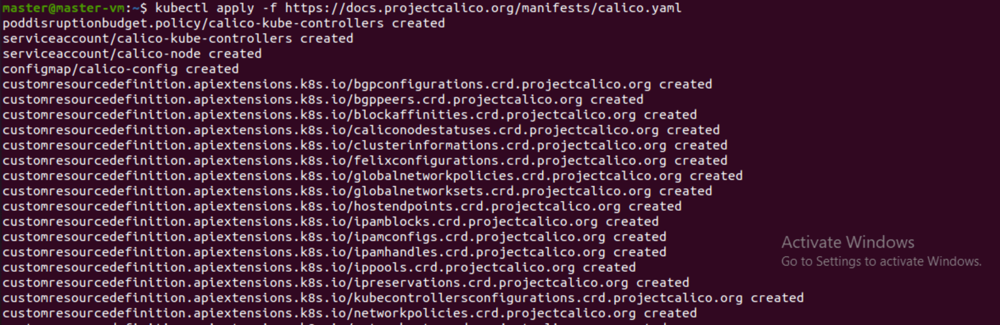 master@master-vm:~$ kubectl apply -f https://docs.projectcalico.org/manifests/calico.yaml
poddisruptionbudget.policy/calico-kube-controllers created
serviceaccount/calico-kube-controllers created
serviceaccount/calico-node created
configmap/calico-config created
customresourcedefinition.apiextensions.k8s.io/bgpconfigurations.crd.projectcalico.org created
customresourcedefinition.apiextensions.k8s.io/bgppeers.crd.projectcalico.org created
customresourcedefinition.apiextensions.k8s.io/blockaffinities.crd.projectcalico.org created
customresourcedefinition.apiextensions.k8s.io/caliconodestatuses.crd.projectcalico.org created
customresourcedefinition.apiextensions.k8s.io/clusterinformations.crd.projectcalico.org created
customresourcedefinition.apiextensions.k8s.io/felixconfigurations.crd.projectcalico.org created
customresourcedefinition.apiextensions.k8s.io/globalnetworkpolicies.crd.projectcalico.org created
customresourcedefinition.apiextensions.k8s.io/globalnetworksets.crd.projectcalico.org created
customresourcedefinition.apiextensions.k8s.io/hostendpoints.crd.projectcalico.org created
customresourcedefinition.apiextensions.k8s.io/ipamblocks.crd.projectcalico.org created
customresourcedefinition.apiextensions.k8s.io/ipamconfigs.crd.projectcalico.org created
customresourcedefinition.apiextensions.k8s.io/ipamhandles.crd.projectcalico.org created
customresourcedefinition.apiextensions.k8s.io/ippools.crd.projectcalico.org created
customresourcedefinition.apiextensions.k8s.io/ipreservations.crd.projectcalico.org created
customresourcedefinition.apiextensions.k8s.io/kubecontrollersconfigurations.crd.projectcalico.org created
customresourcedefinition.apiextensions.k8s.io/networkpolicies.crd.projectcalico.org created
Activate Windows
Go to Settings to activate Windows.